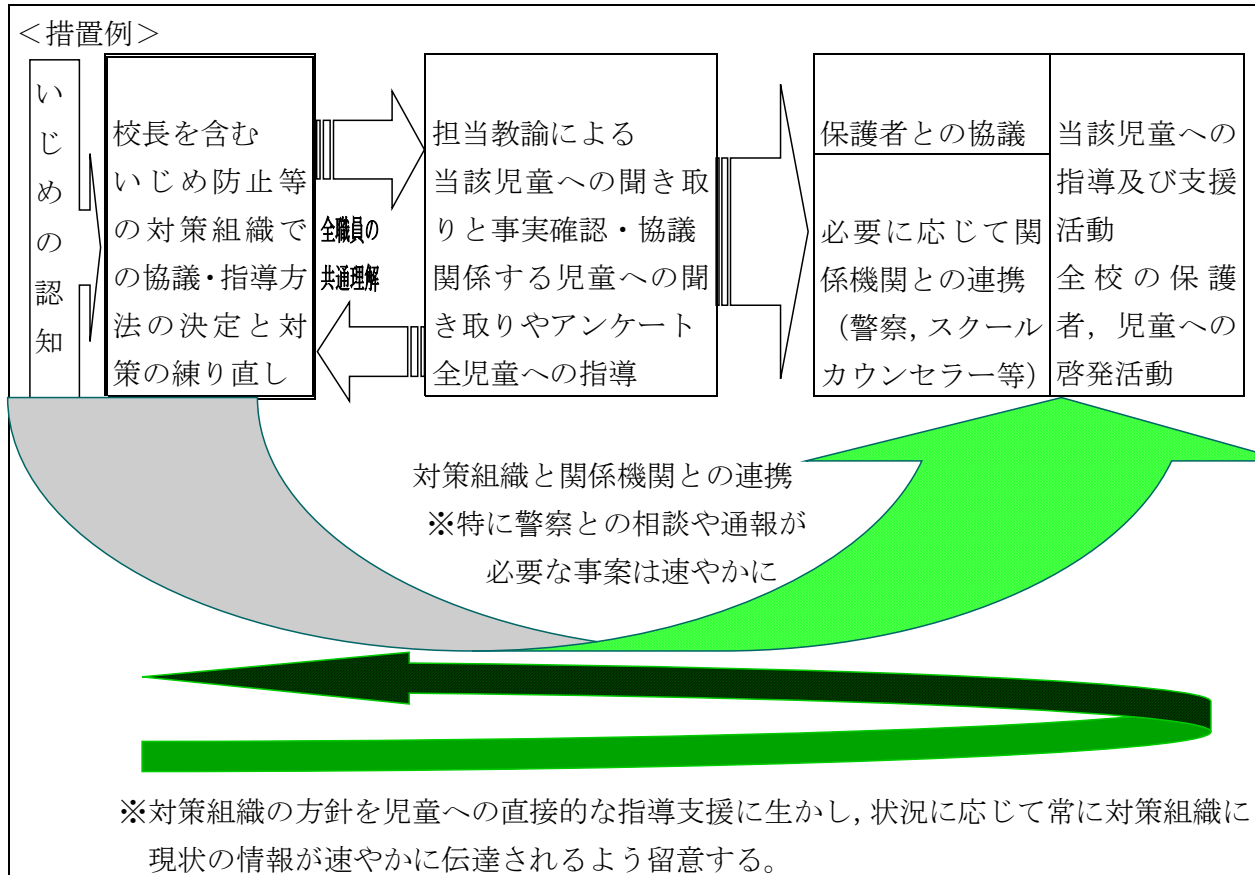 ＜措置例＞
いじめの認知
校長を含む
いじめ防止等
の対策組織で
の協議・指導方
法の決定と対
策の練り直し
全職員の
共通理解
担当教諭による
当該児童への聞き取
りと事実確認・協議
関係する児童への聞
き取りやアンケート
全児童への指導
保護者との協議
必要に応じて関
係機関との連携
（警察，スクール
カウンセラー等）
当該児童への
指導及び支援
活動
全校の保護
者，児童への
啓発活動
対策組織と関係機関との連携
※特に警察との相談や通報が
必要な事案は速やかに
※対策組織の方針を児童への直接的な指導支援に生かし，状況に応じて常に対策組織に
現状の情報が速やかに伝達されるよう留意する。